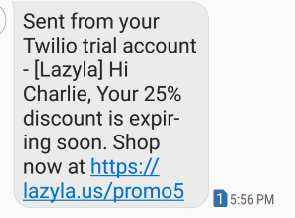 Sent from your
Twilio trial account
- [Lazyla] Hi
Charlie, Your 25%
discount is expir-
ing soon. Shop
now at https://
lazyla.us/promo5
1 5:56 PM